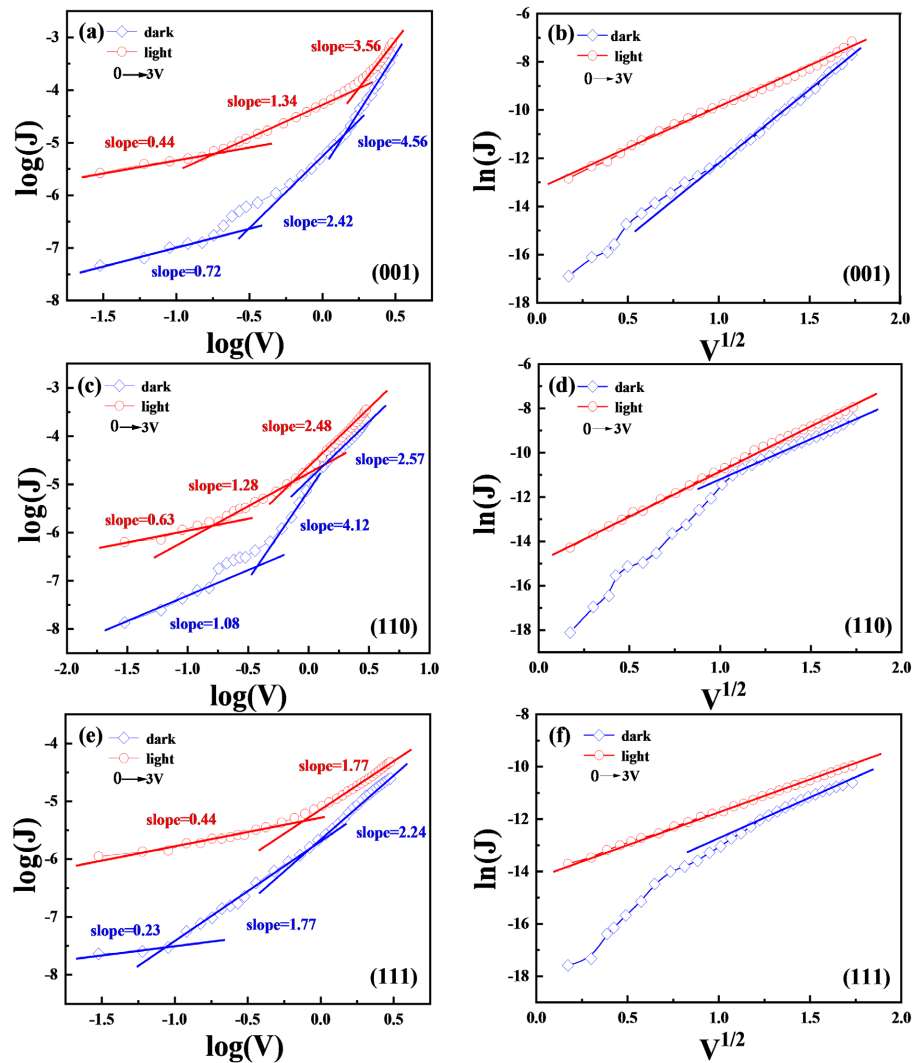 (a)
dark
light
0→3V
slope=3.56
slope=1.34
slope=0.44
slope=4.56
slope=2.42
slope=0.72
(001)
-3
-4
-5
-6
-7
-8
-1.5
-1.0
-0.5
0.0
0.5
log(J)
log(V)
(b)
dark
light
0→3V
(001)
-6
-8
-10
-12
-14
-16
-18
0.0
0.5
1.0
1.5
2.0
ln(J)
V1/2
(c)
dark
light
0→3V
slope=2.48
slope=2.57
slope=1.28
slope=0.63
slope=4.12
slope=1.08
(110)
-3
-4
-5
-6
-7
-8
-2.0
-1.5
-1.0
-0.5
0.0
0.5
1.0
log(J)
log(V)
(d)
dark
light
0→3V
(110)
-6
-8
-10
-12
-14
-16
-18
0.0
0.5
1.0
1.5
2.0
ln(J)
V1/2
(e)
dark
light
0→3V
slope=1.77
slope=0.44
slope=2.24
slope=0.23
slope=1.77
(111)
-4
-5
-6
-7
-8
-1.5
-1.0
-0.5
0.0
0.5
log(J)
log(V)
(f)
dark
light
0→3V
(111)
-8
-10
-12
-14
-16
-18
0.0
0.5
1.0
1.5
2.0
ln(J)
V1/2